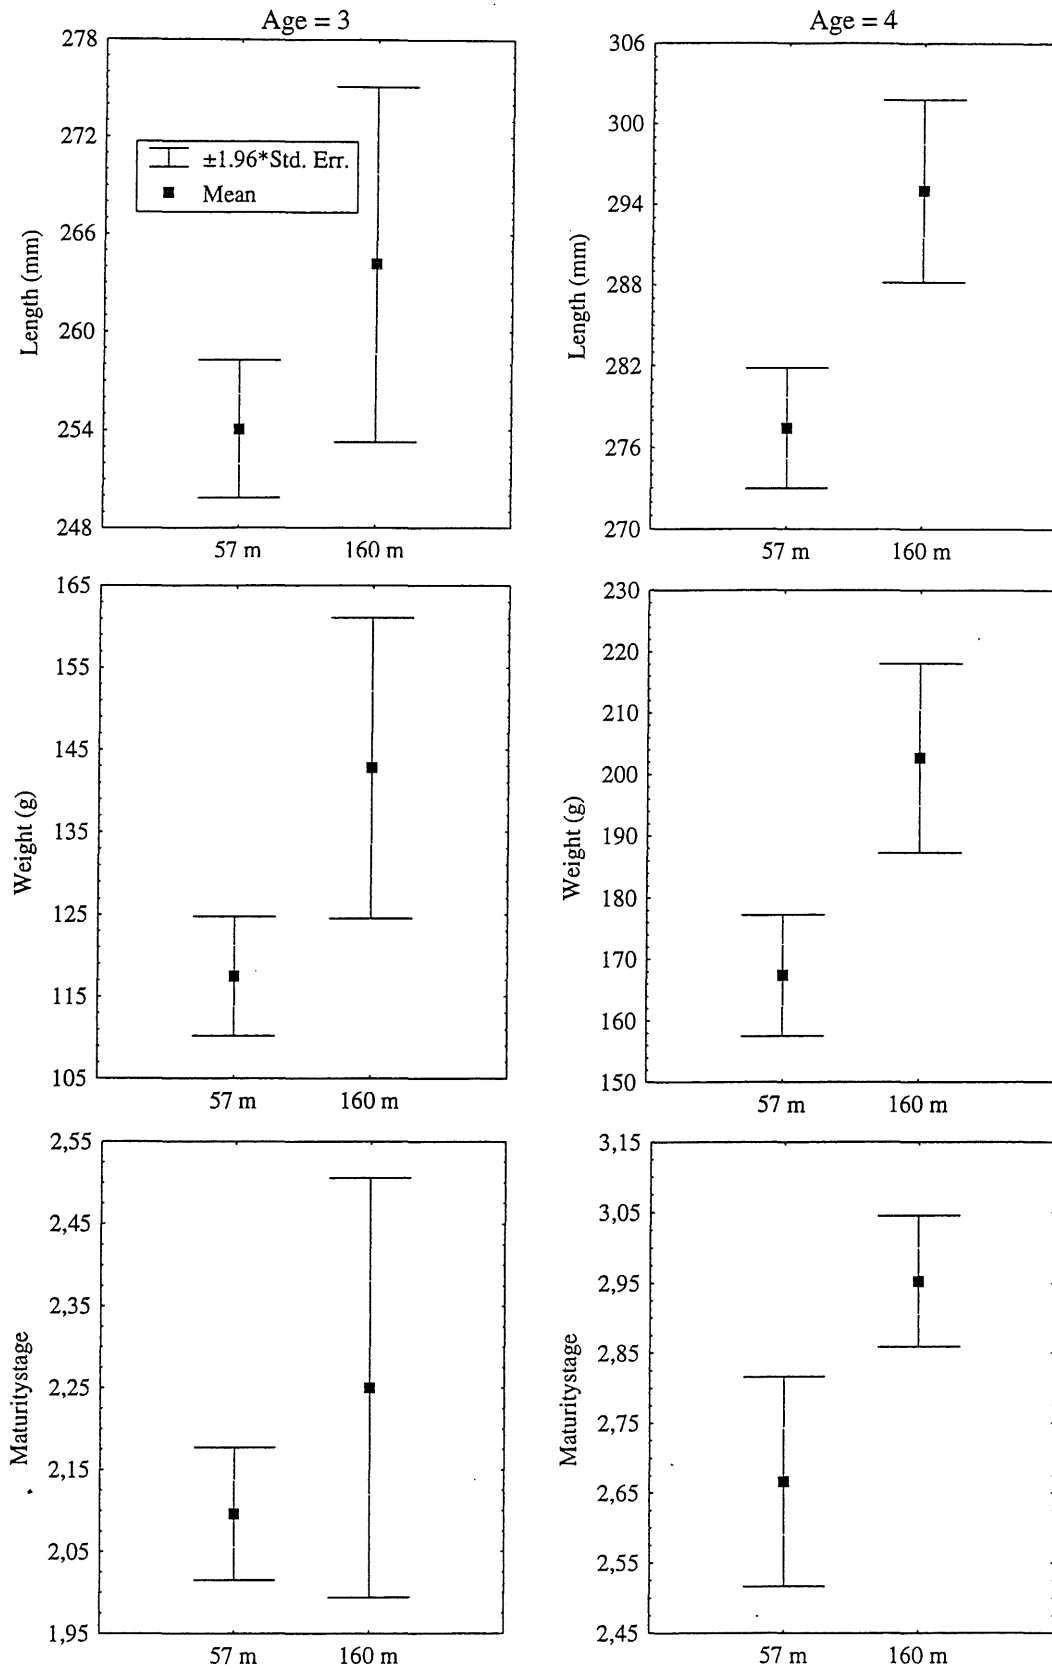 Age = 3
278
272
266
260
254
248
Length (mm)
±1.96*Std. Err.
Mean
57 m
160 m
Age = 4
306
300
294
288
282
276
270
Length (mm)
57 m
160 m
165
155
145
135
125
115
105
Weight (g)
57 m
160 m
230
220
210
200
190
180
170
160
150
Weight (g)
57 m
160 m
2,55
2,45
2,35
2,25
2,15
2,05
1,95
Maturitystage
57 m
160 m
3,15
3,05
2,95
2,85
2,75
2,65
2,55
2,45
Maturitystage
57 m
160 m